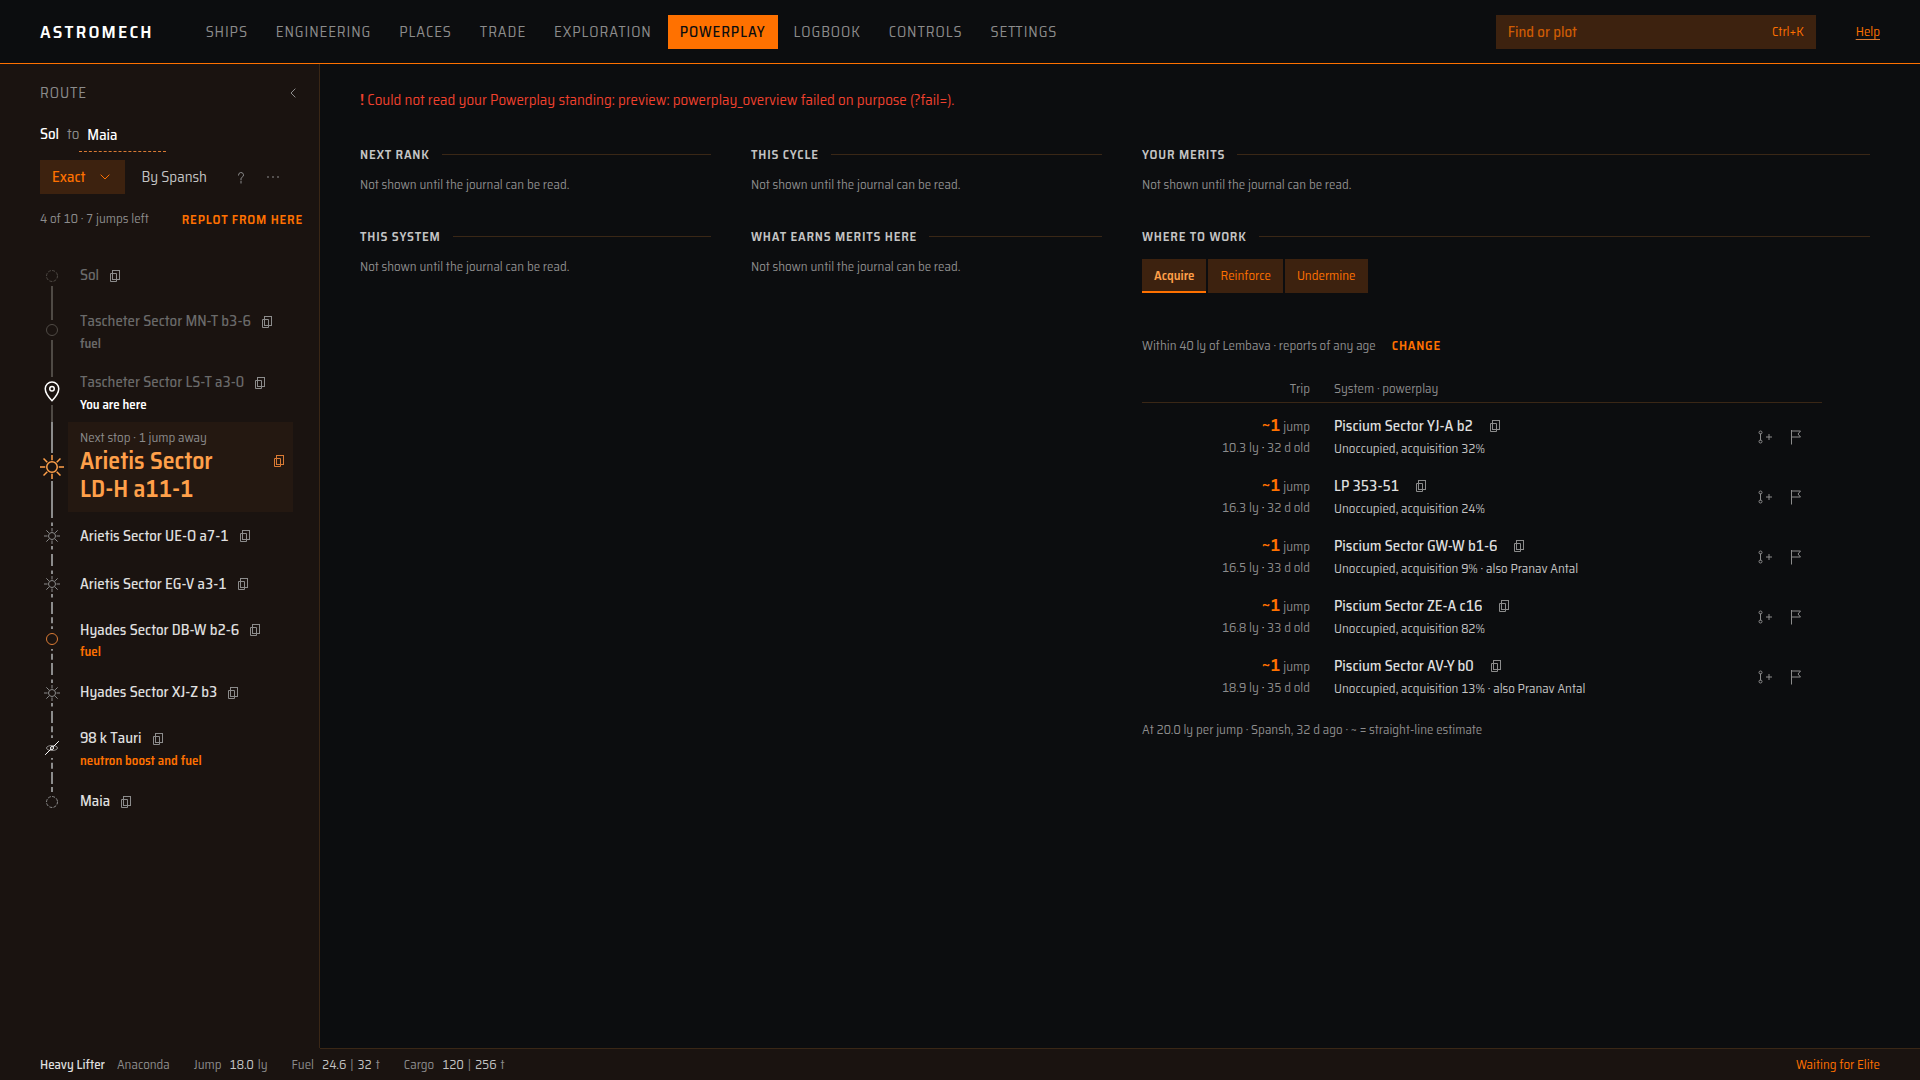 ASTROMECH
SHIPS ENGINEERING PLACES TRADE EXPLORATION POWERPLAY LOGBOOK CONTROLS SETTINGS
Find or plot Ctrl+K
Help
ROUTE
Sol to Maia
Exact By Spansh ? ···
4 of 10 · 7 jumps left REPLOT FROM HERE
Sol
Tascheter Sector MN-T b3-6
fuel
Tascheter Sector LS-T a3-0
You are here
Next stop · 1 jump away
Arietis Sector
LD-H a11-1
Arietis Sector UE-O a7-1
Arietis Sector EG-V a3-1
Hyades Sector DB-W b2-6
fuel
Hyades Sector XJ-Z b3
98 k Tauri
neutron boost and fuel
Maia
! Could not read your Powerplay standing: preview: powerplay_overview failed on purpose (?fail=).
NEXT RANK
Not shown until the journal can be read.
THIS CYCLE
Not shown until the journal can be read.
YOUR MERITS
Not shown until the journal can be read.
THIS SYSTEM
Not shown until the journal can be read.
WHAT EARNS MERITS HERE
Not shown until the journal can be read.
WHERE TO WORK
Acquire Reinforce Undermine
Within 40 ly of Lembava · reports of any age CHANGE
Trip System · powerplay
~1 jump Piscium Sector YJ-A b2
10.3 ly · 32 d old Unoccupied, acquisition 32%
~1 jump LP 353-51
16.3 ly · 32 d old Unoccupied, acquisition 24%
~1 jump Piscium Sector GW-W b1-6
16.5 ly · 33 d old Unoccupied, acquisition 9% · also Pranav Antal
~1 jump Piscium Sector ZE-A c16
16.8 ly · 33 d old Unoccupied, acquisition 82%
~1 jump Piscium Sector AV-Y b0
18.9 ly · 35 d old Unoccupied, acquisition 13% · also Pranav Antal
At 20.0 ly per jump · Spansh, 32 d ago · ~ = straight-line estimate
Heavy Lifter Anaconda Jump 18.0 ly Fuel 24.6 | 32 t Cargo 120 | 256 t
Waiting for Elite